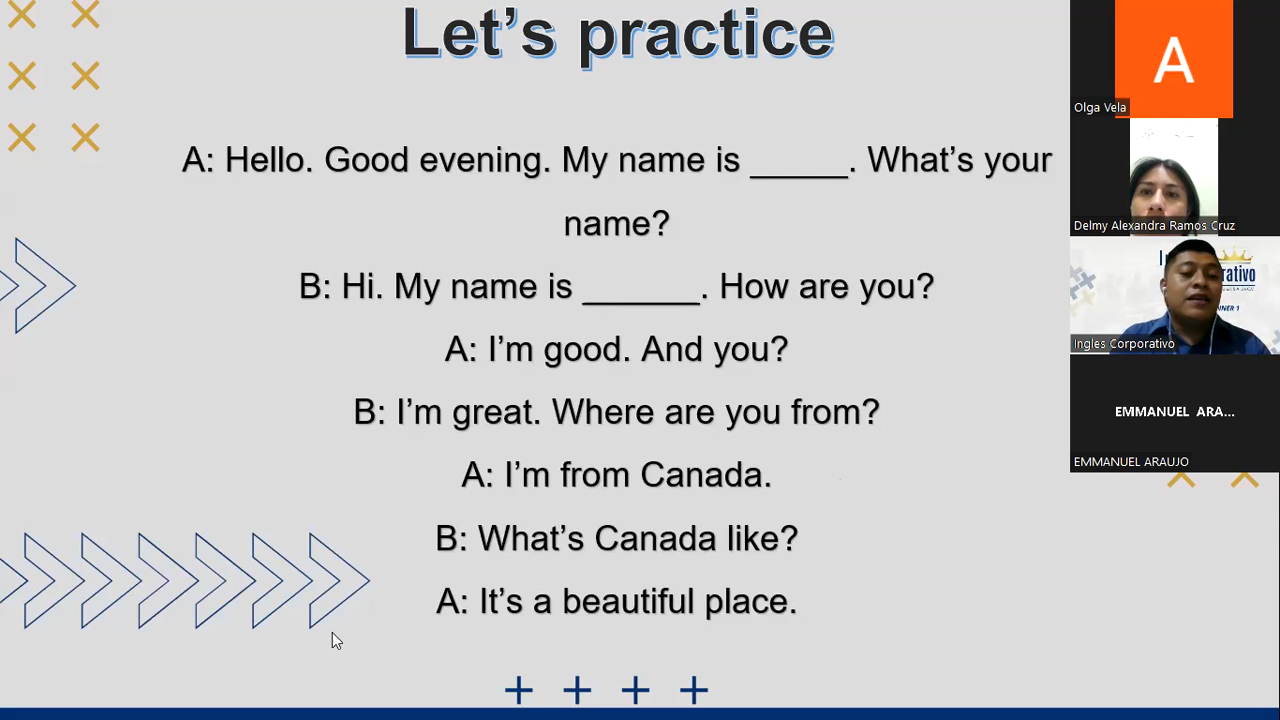 Let's practice
A: Hello. Good evening. My name is _____. What's your
name?
B: Hi. My name is ______. How are you?
A: I'm good. And you?
B: I'm great. Where are you from?
A: I'm from Canada.
B: What's Canada like?
A: It's a beautiful place.
A
Olga Vela
Delmy Alexandra Ramos Cruz
Ingles Corporativo
EMMANUEL ARA...
EMMANUEL ARAUJO